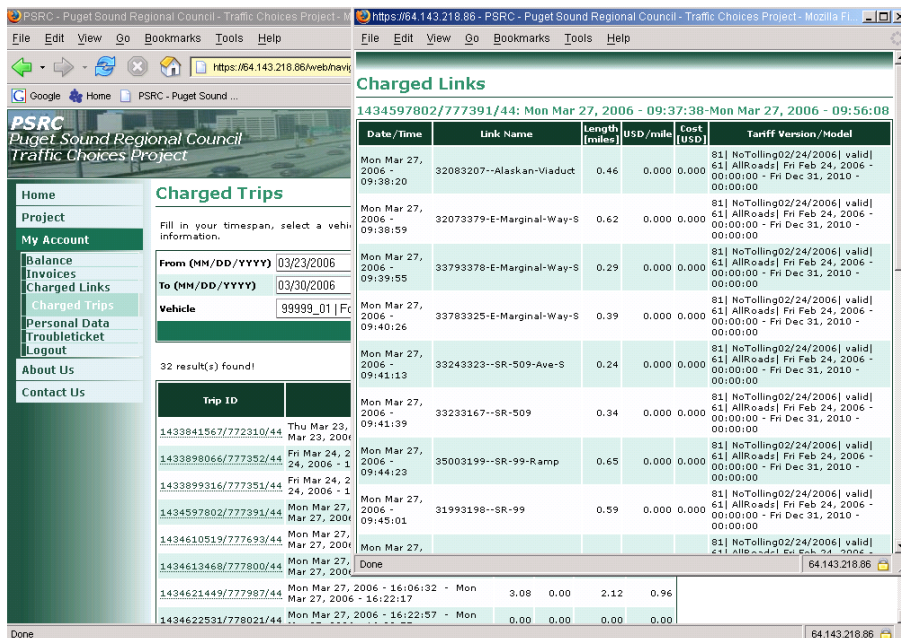 PSRC - Puget Sound Regional Council - Traffic Choices Project - M
File Edit View Go Bookmarks Tools Help
https://64.143.218.86/web/navig
Google Home PSRC - Puget Sound ...
PSRC
Puget Sound Regional Council
Traffic Choices Project
Home
Project
My Account
Balance
Invoices
Charged Links
Charged Trips
Personal Data
Troubleticket
Logout
About Us
Contact Us
Charged Trips
Fill in your timespan, select a vehi
information.
From (MM/DD/YYYY) 03/23/2006
To (MM/DD/YYYY) 03/30/2006
Vehicle 99999_01 | Fo
32 result(s) found!
Trip ID
1433841567/772310/44 Thu Mar 23,
Mar 23, 2006
1433898066/777352/44 Fri Mar 24, 2
24, 2006 - 1
1433899316/777351/44 Fri Mar 24, 2
24, 2006 - 1
1434597802/777391/44 Mon Mar 27,
Mar 27, 2006
1434610519/777693/44 Mon Mar 27,
Mar 27, 2006
1434613468/777800/44 Mon Mar 27,
Mar 27, 2006
1434621449/777987/44 Mon Mar 27, 2006 - 16:06:32 - Mon 3.08 0.00 2.12 0.96
Mar 27, 2006 - 16:22:17
1434622531/778021/44 Mon Mar 27, 2006 - 16:22:57 - Mon 0.00 0.00 0.00 0.00
Done 64.143.218.86
https://64.143.218.86 - PSRC - Puget Sound Regional Council - Traffic Choices Project - Mozilla Fi...
File Edit View Go Bookmarks Tools Help
Charged Links
1434597802/777391/44: Mon Mar 27, 2006 - 09:37:38-Mon Mar 27, 2006 - 09:56:08
Date/Time Link Name Length [miles] USD/mile Cost [USD] Tariff Version/Model
Mon Mar 27, 2006 - 09:38:20 32083207--Alaskan-Viaduct 0.46 0.000 0.000 81| NoTolling02/24/2006| valid| 61| AllRoads| Fri Feb 24, 2006 - 00:00:00 - Fri Dec 31, 2010 - 00:00:00
Mon Mar 27, 2006 - 09:38:59 32073379-E-Marginal-Way-S 0.62 0.000 0.000 81| NoTolling02/24/2006| valid| 61| AllRoads| Fri Feb 24, 2006 - 00:00:00 - Fri Dec 31, 2010 - 00:00:00
Mon Mar 27, 2006 - 09:39:55 33793378-E-Marginal-Way-S 0.29 0.000 0.000 81| NoTolling02/24/2006| valid| 61| AllRoads| Fri Feb 24, 2006 - 00:00:00 - Fri Dec 31, 2010 - 00:00:00
Mon Mar 27, 2006 - 09:40:26 33783325-E-Marginal-Way-S 0.39 0.000 0.000 81| NoTolling02/24/2006| valid| 61| AllRoads| Fri Feb 24, 2006 - 00:00:00 - Fri Dec 31, 2010 - 00:00:00
Mon Mar 27, 2006 - 09:41:13 33243323--SR-509-Ave-S 0.24 0.000 0.000 81| NoTolling02/24/2006| valid| 61| AllRoads| Fri Feb 24, 2006 - 00:00:00 - Fri Dec 31, 2010 - 00:00:00
Mon Mar 27, 2006 - 09:41:39 33233167--SR-509 0.34 0.000 0.000 81| NoTolling02/24/2006| valid| 61| AllRoads| Fri Feb 24, 2006 - 00:00:00 - Fri Dec 31, 2010 - 00:00:00
Mon Mar 27, 2006 - 09:44:23 35003199--SR-99-Ramp 0.65 0.000 0.000 81| NoTolling02/24/2006| valid| 61| AllRoads| Fri Feb 24, 2006 - 00:00:00 - Fri Dec 31, 2010 - 00:00:00
Mon Mar 27, 2006 - 09:45:01 31993198--SR-99 0.59 0.000 0.000 81| NoTolling02/24/2006| valid| 61| AllRoads| Fri Feb 24, 2006 - 00:00:00 - Fri Dec 31, 2010 - 00:00:00
Mon Mar 27, 81| NoTolling02/24/2006| valid| 61| AllRoads| Fri Feb 24, 2006 -
Done 64.143.218.86